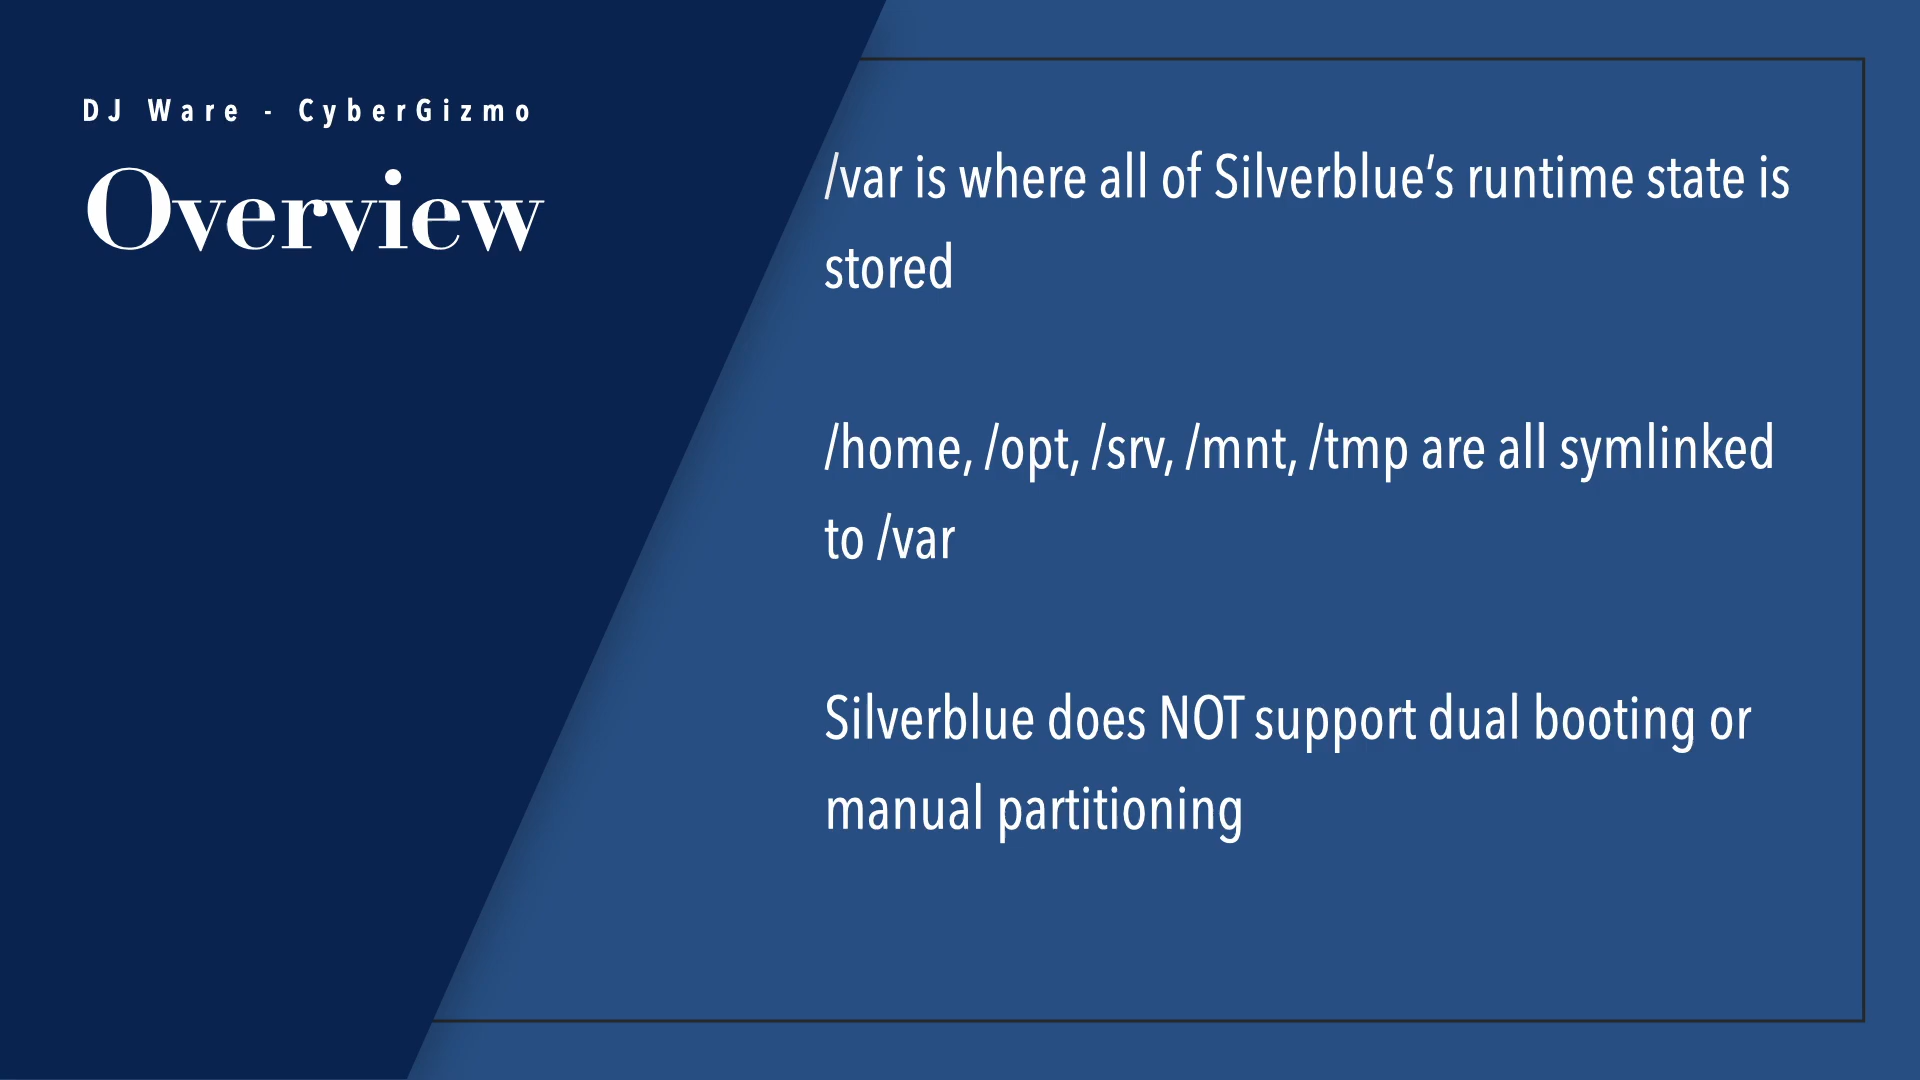 DJ Ware - CyberGizmo
Overview
/var is where all of Silverblue’s runtime state is
stored
/home, /opt, /srv, /mnt, /tmp are all symlinked
to /var
Silverblue does NOT support dual booting or
manual partitioning